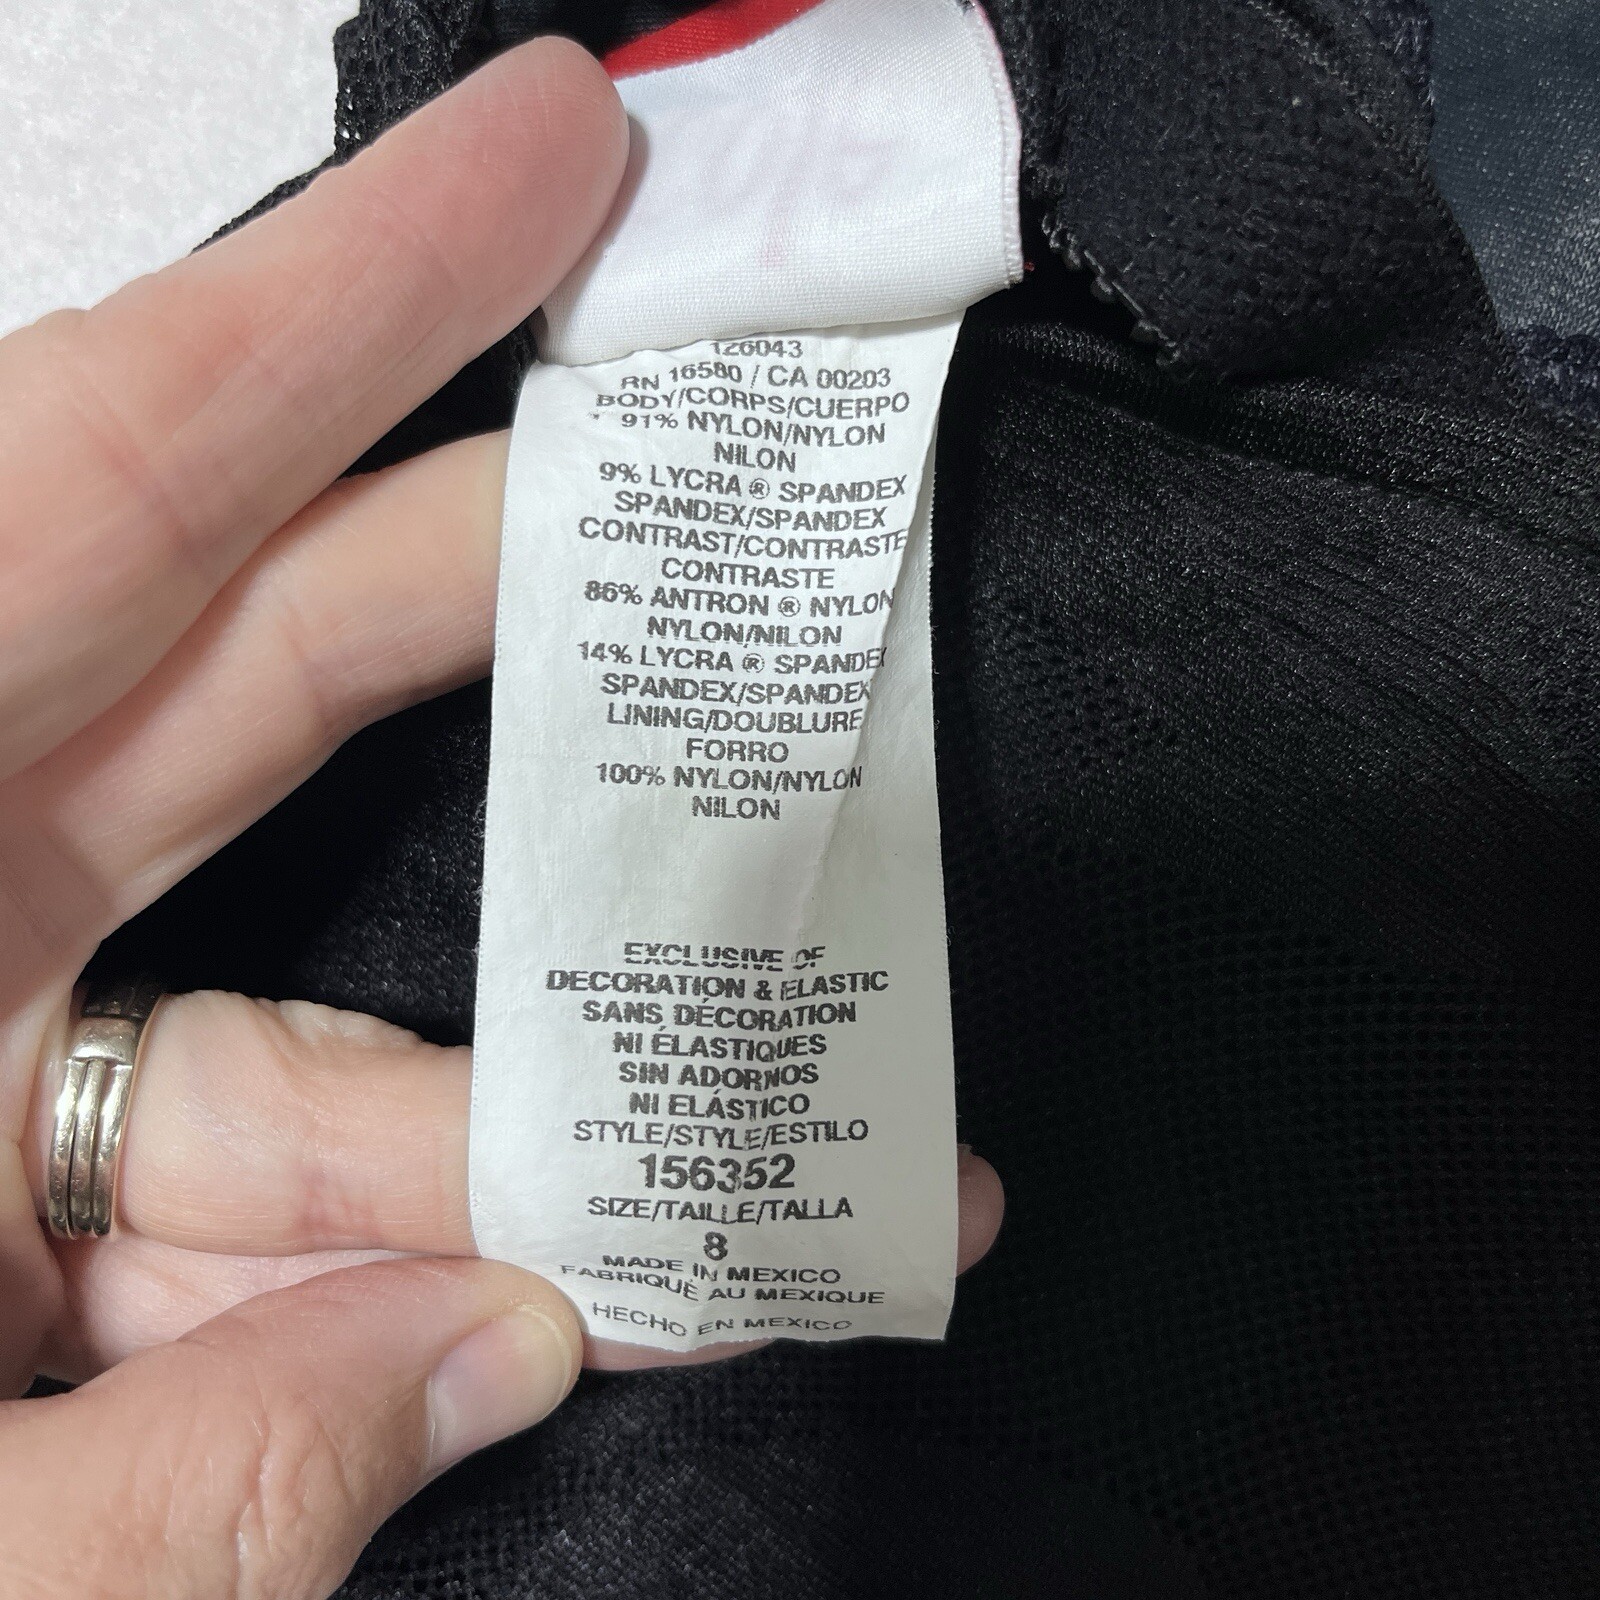 126043
RN 16580 / CA 00203
BODY/CORPS/CUERPO
91% NYLON/NYLON
NILON
9% LYCRA ® SPANDEX
SPANDEX/SPANDEX
CONTRAST/CONTRASTE
CONTRASTE
86% ANTRON ® NYLON
NYLON/NILON
14% LYCRA ® SPANDEX
SPANDEX/SPANDEX
LINING/DOUBLURE
FORRO
100% NYLON/NYLON
NILON
EXCLUSIVE OF
DECORATION & ELASTIC
SANS DÉCORATION
NI ÉLASTIQUES
SIN ADORNOS
NI ELÁSTICO
STYLE/STYLE/ESTILO
156352
SIZE/TAILLE/TALLA
8
MADE IN MEXICO
FABRIQUÉ AU MEXIQUE
HECHO EN MEXICO